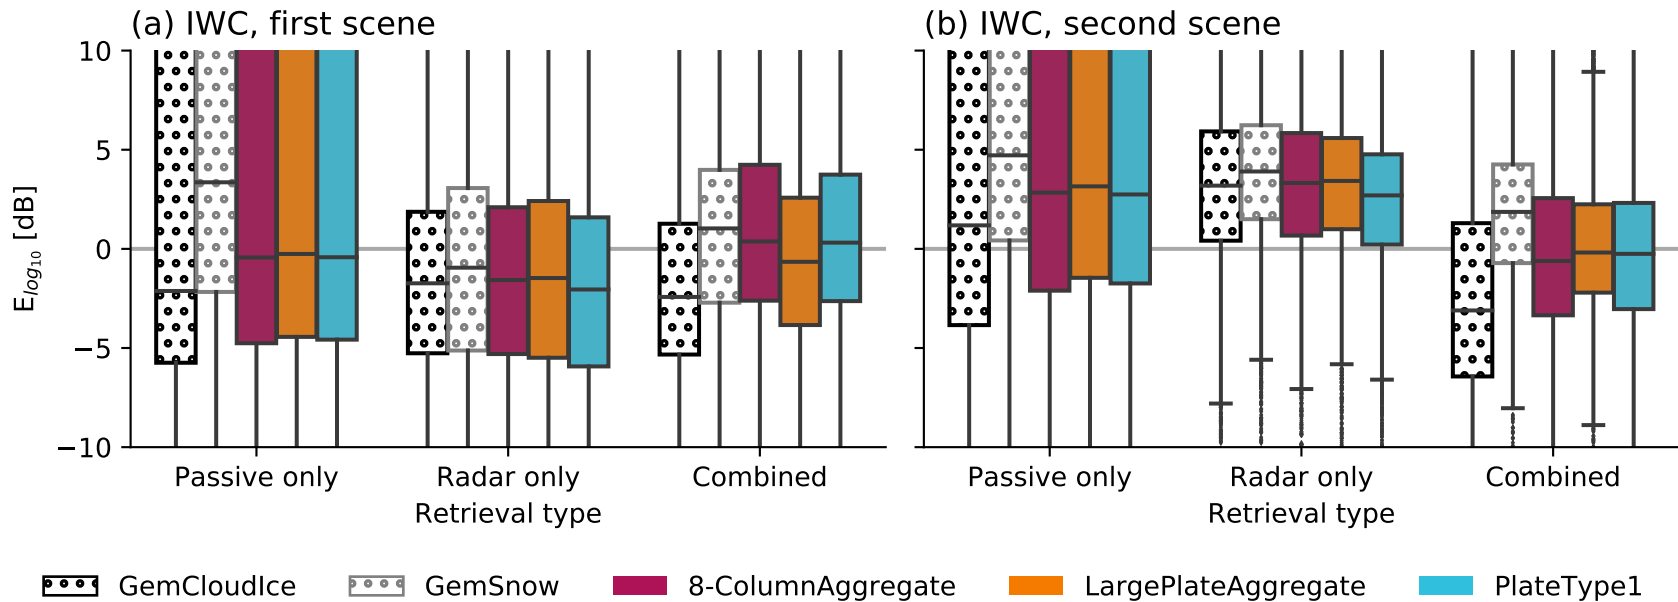 (a) IWC, first scene
(b) IWC, second scene
E_{log_{10}} [dB]
10
5
0
−5
−10
Passive only
Radar only
Combined
Retrieval type
Passive only
Radar only
Combined
Retrieval type
GemCloudIce
GemSnow
8-ColumnAggregate
LargePlateAggregate
PlateType1